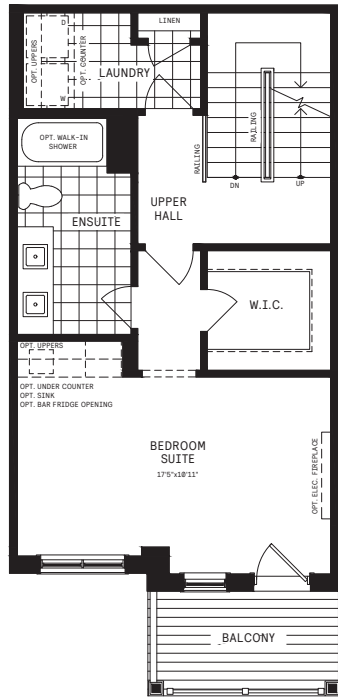 LINEN
D
OPT. UPPERS
OPT. COUNTER
LAUNDRY
W
RAILING
RAILING
DN
UP
OPT. WALK-IN
SHOWER
ENSUITE
UPPER
HALL
W.I.C.
OPT. UPPERS
OPT. UNDER COUNTER
OPT. SINK
OPT. BAR FRIDGE OPENING
BEDROOM
SUITE
17'5"x10'11"
OPT. ELEC. FIREPLACE
BALCONY